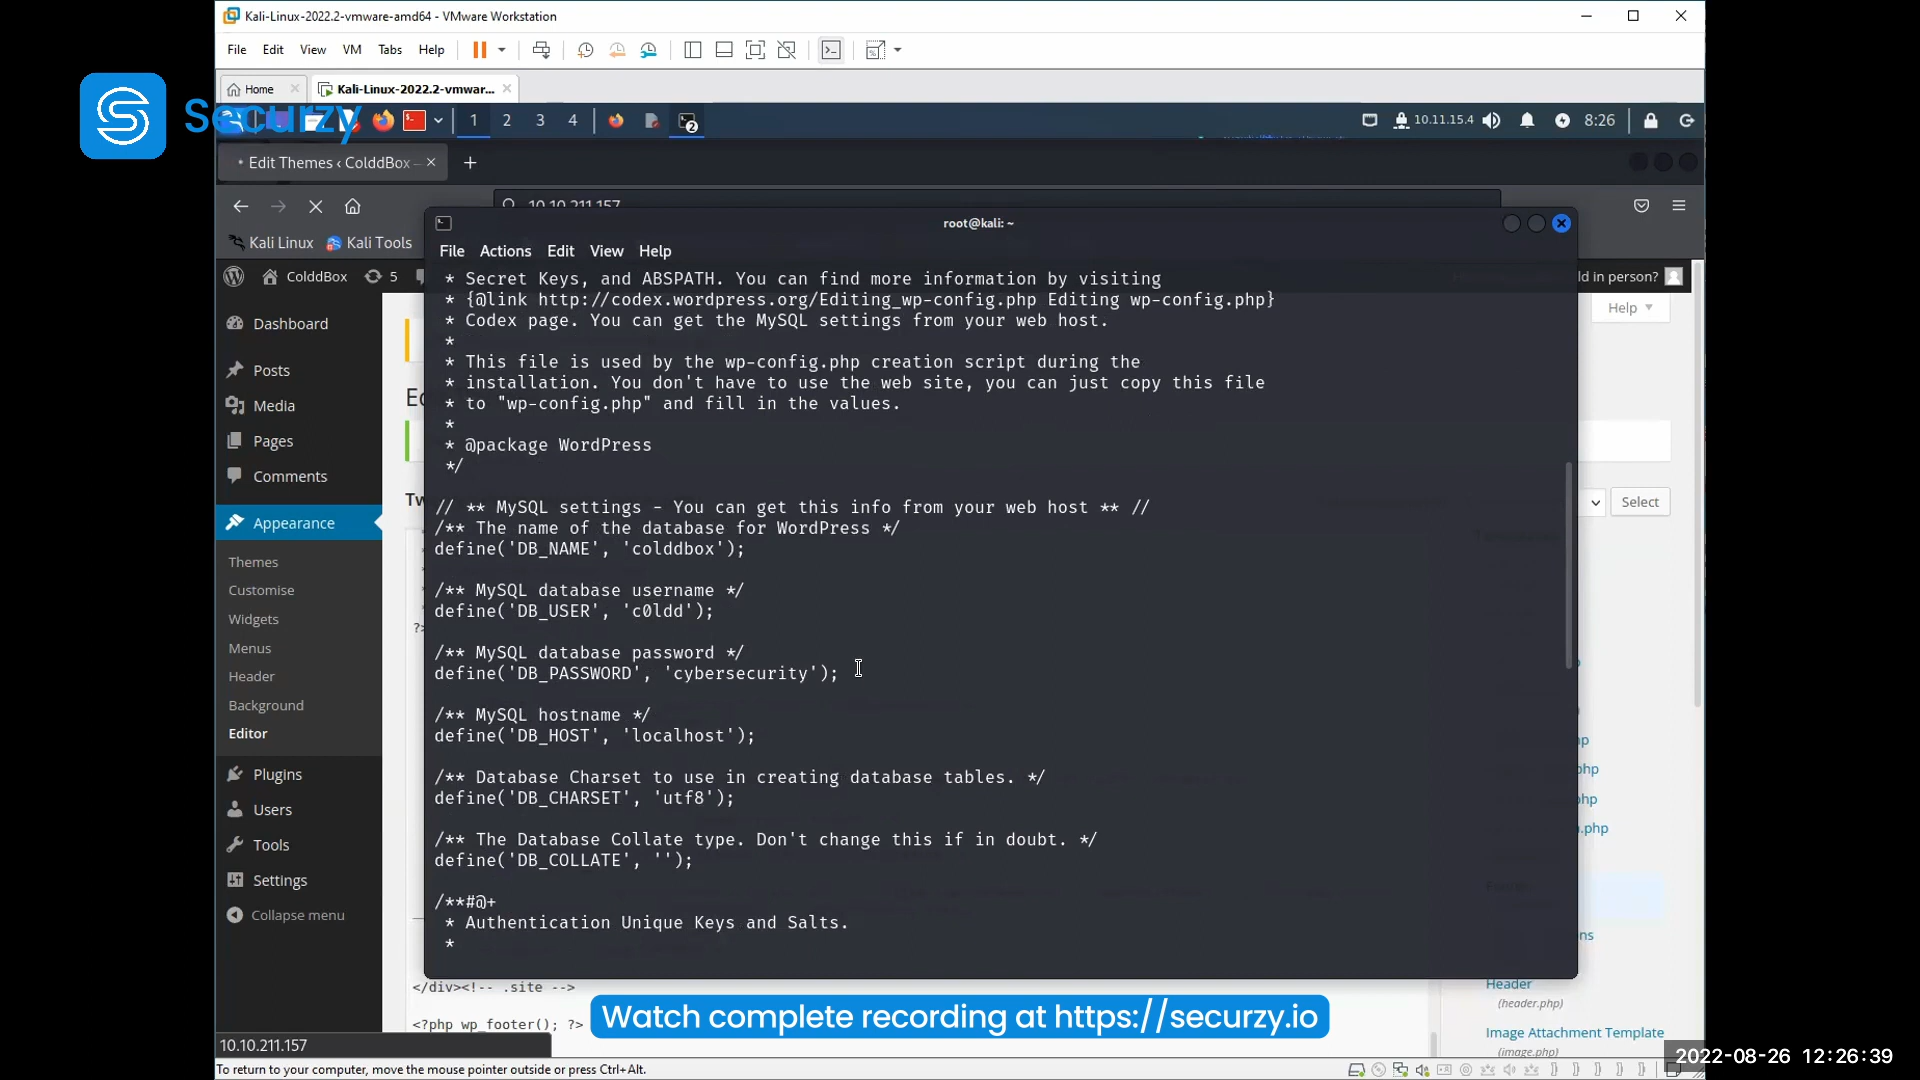 Kali-Linux-2022.2-vmware-amd64 - VMware Workstation
File Edit View VM Tabs Help
Home Kali-Linux-2022.2-vmwar...
Securzy
1 2 3 4 2 10.11.15.4 8:26
Edit Themes ‹ ColddBox –
10.10.211.157
root@kali: ~
Kali Linux Kali Tools
File Actions Edit View Help
ColddBox 5
ld in person?
Help
Dashboard
Posts
Media
Pages
Comments
Appearance
Themes
Customise
Widgets
Menus
Header
Background
Editor
Plugins
Users
Tools
Settings
Collapse menu
* Secret Keys, and ABSPATH. You can find more information by visiting
* {@link http://codex.wordpress.org/Editing_wp-config.php Editing wp-config.php}
* Codex page. You can get the MySQL settings from your web host.
*
* This file is used by the wp-config.php creation script during the
* installation. You don't have to use the web site, you can just copy this file
* to "wp-config.php" and fill in the values.
*
* @package WordPress
*/
// ** MySQL settings - You can get this info from your web host ** //
/** The name of the database for WordPress */
define('DB_NAME', 'colddbox');
/** MySQL database username */
define('DB_USER', 'c0ldd');
/** MySQL database password */
define('DB_PASSWORD', 'cybersecurity');
/** MySQL hostname */
define('DB_HOST', 'localhost');
/** Database Charset to use in creating database tables. */
define('DB_CHARSET', 'utf8');
/** The Database Collate type. Don't change this if in doubt. */
define('DB_COLLATE', '');
/**#@+
* Authentication Unique Keys and Salts.
*
Select
?>
</div><!-- .site -->
<?php wp_footer(); ?>
Header
(header.php)
Image Attachment Template
(image.php)
Watch complete recording at https://securzy.io
10.10.211.157
2022-08-26 12:26:39
To return to your computer, move the mouse pointer outside or press Ctrl+Alt.